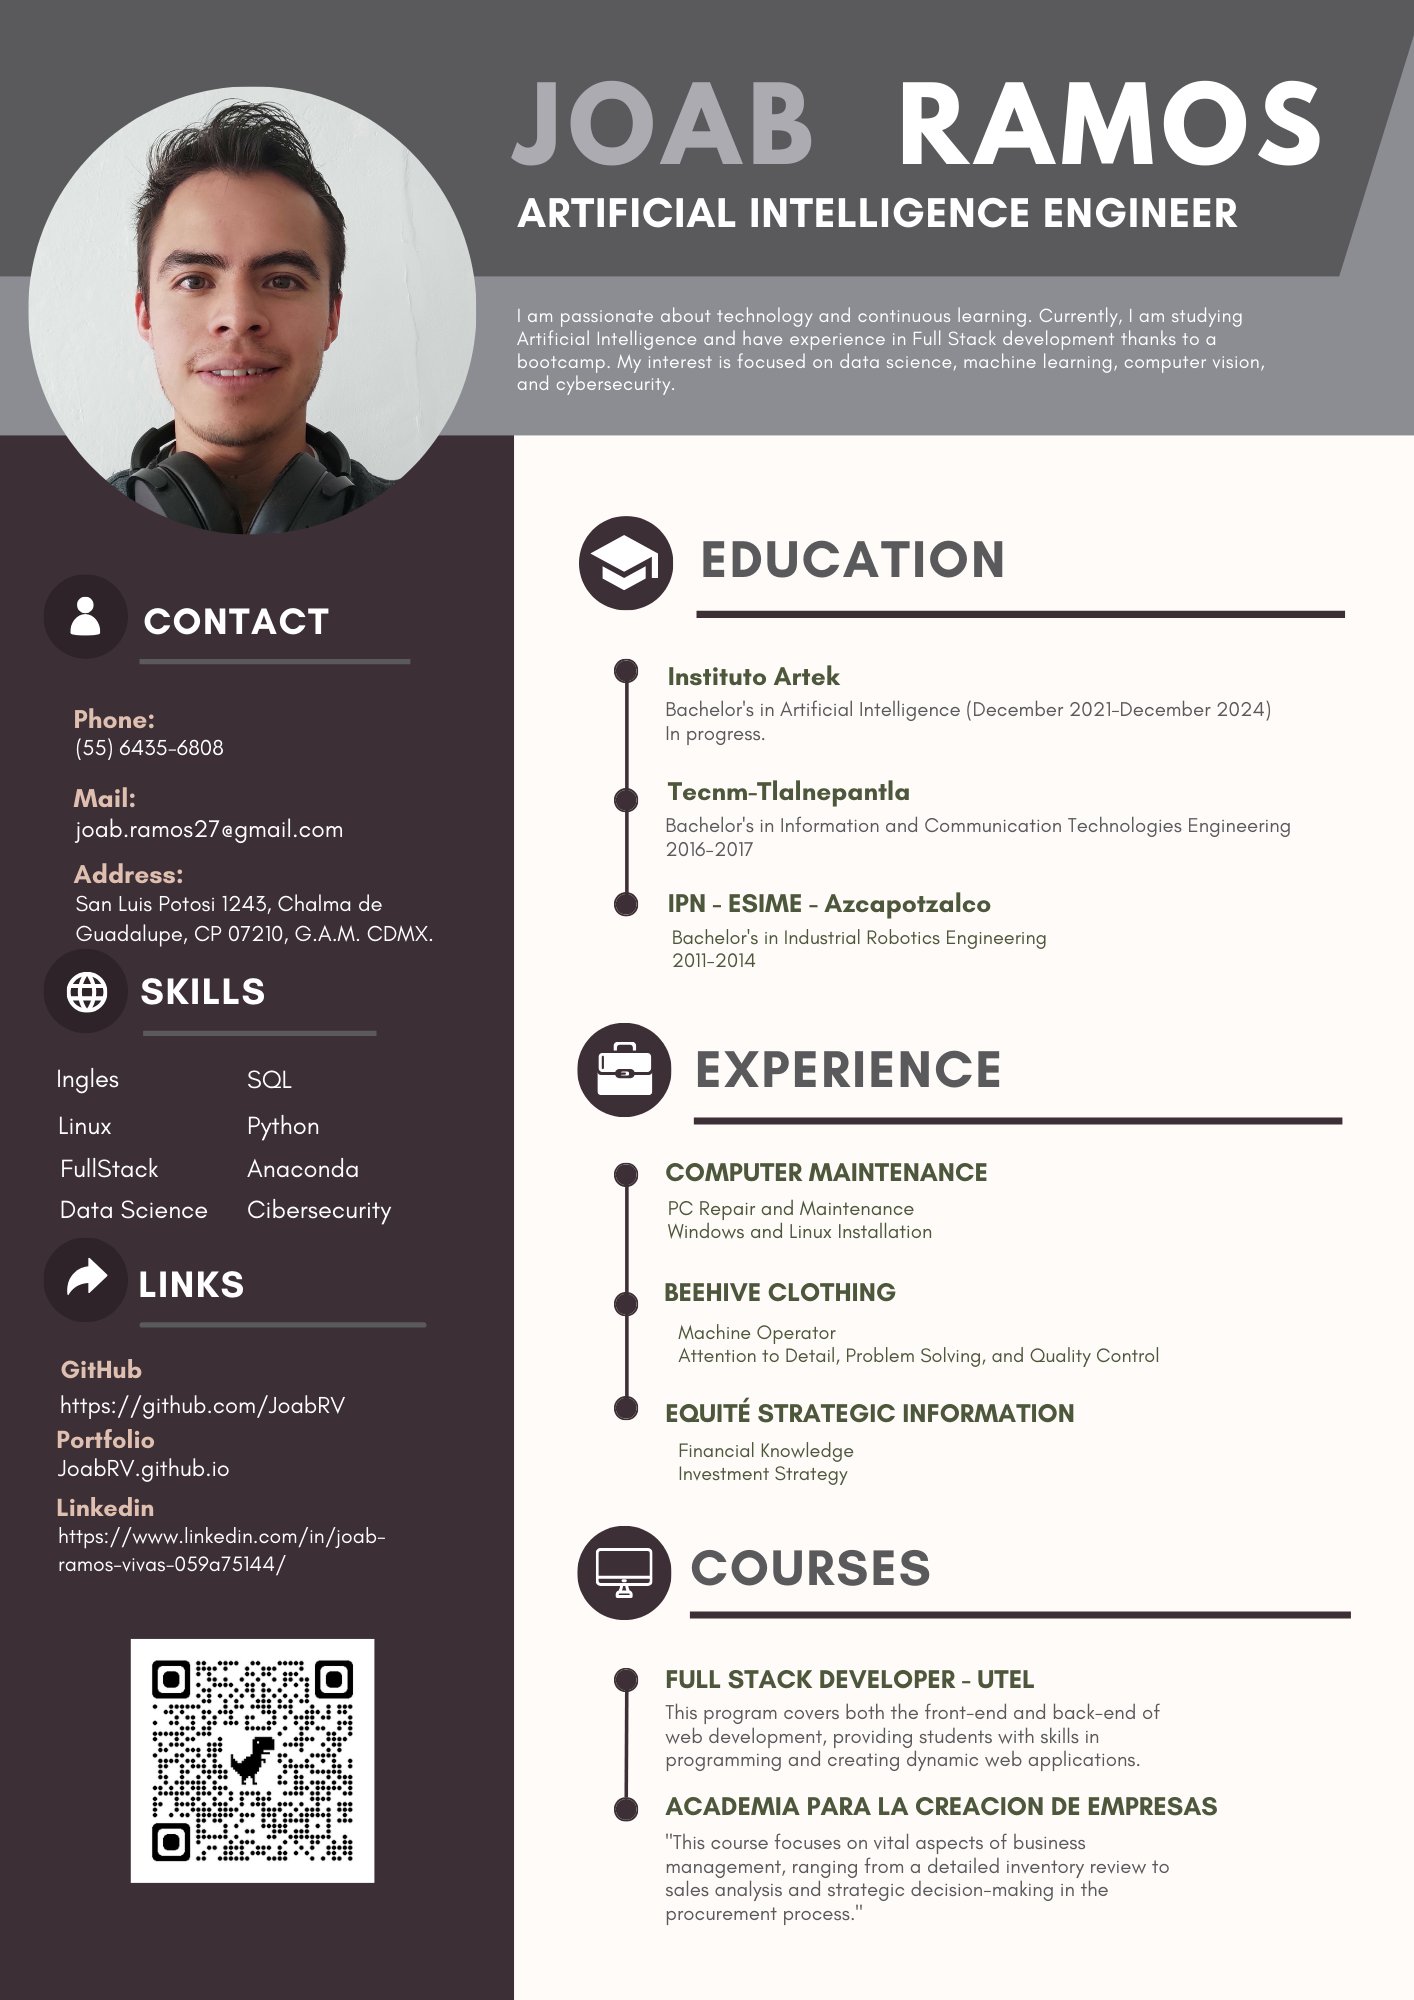 JOAB RAMOS
ARTIFICIAL INTELLIGENCE ENGINEER
I am passionate about technology and continuous learning. Currently, I am studying
Artificial Intelligence and have experience in Full Stack development thanks to a
bootcamp. My interest is focused on data science, machine learning, computer vision,
and cybersecurity.
CONTACT
Phone:
(55) 6435-6808
Mail:
joab.ramos27@gmail.com
Address:
San Luis Potosi 1243, Chalma de
Guadalupe, CP 07210, G.A.M. CDMX.
SKILLS
Ingles SQL
Linux Python
FullStack Anaconda
Data Science Cibersecurity
LINKS
GitHub
https://github.com/JoabRV
Portfolio
JoabRV.github.io
Linkedin
https://www.linkedin.com/in/joab-
ramos-vivas-059a75144/
EDUCATION
Instituto Artek
Bachelor's in Artificial Intelligence (December 2021-December 2024)
In progress.
Tecnm-Tlalnepantla
Bachelor's in Information and Communication Technologies Engineering
2016-2017
IPN - ESIME - Azcapotzalco
Bachelor's in Industrial Robotics Engineering
2011-2014
EXPERIENCE
COMPUTER MAINTENANCE
PC Repair and Maintenance
Windows and Linux Installation
BEEHIVE CLOTHING
Machine Operator
Attention to Detail, Problem Solving, and Quality Control
EQUITÉ STRATEGIC INFORMATION
Financial Knowledge
Investment Strategy
COURSES
FULL STACK DEVELOPER - UTEL
This program covers both the front-end and back-end of
web development, providing students with skills in
programming and creating dynamic web applications.
ACADEMIA PARA LA CREACION DE EMPRESAS
"This course focuses on vital aspects of business
management, ranging from a detailed inventory review to
sales analysis and strategic decision-making in the
procurement process."